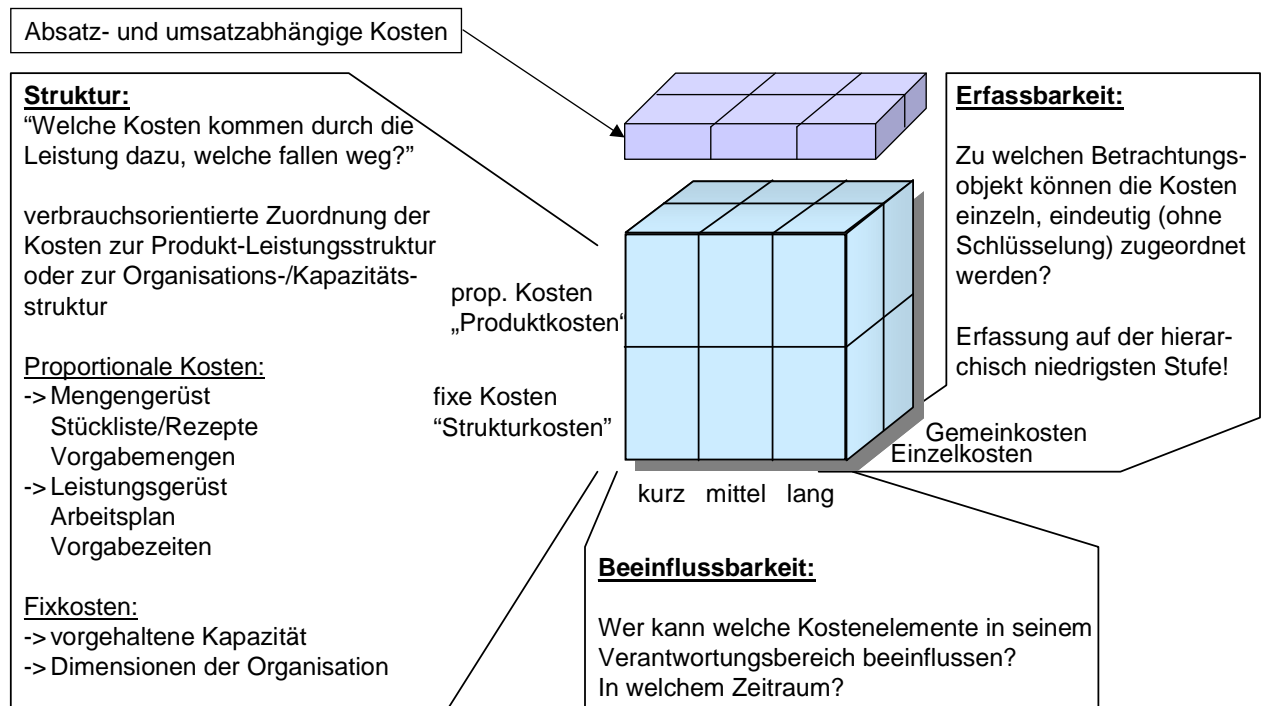 Absatz- und umsatzabhängige Kosten
Struktur:
“Welche Kosten kommen durch die
Leistung dazu, welche fallen weg?”
verbrauchsorientierte Zuordnung der
Kosten zur Produkt-Leistungsstruktur
oder zur Organisations-/Kapazitäts-
struktur
Proportionale Kosten:
-> Mengengerüst
Stückliste/Rezepte
Vorgabemengen
-> Leistungsgerüst
Arbeitsplan
Vorgabezeiten
Fixkosten:
-> vorgehaltene Kapazität
-> Dimensionen der Organisation
prop. Kosten
„Produktkosten“
fixe Kosten
“Strukturkosten”
kurz mittel lang
Gemeinkosten
Einzelkosten
Erfassbarkeit:
Zu welchen Betrachtungs-
objekt können die Kosten
einzeln, eindeutig (ohne
Schlüsselung) zugeordnet
werden?
Erfassung auf der hierar-
chisch niedrigsten Stufe!
Beeinflussbarkeit:
Wer kann welche Kostenelemente in seinem
Verantwortungsbereich beeinflussen?
In welchem Zeitraum?